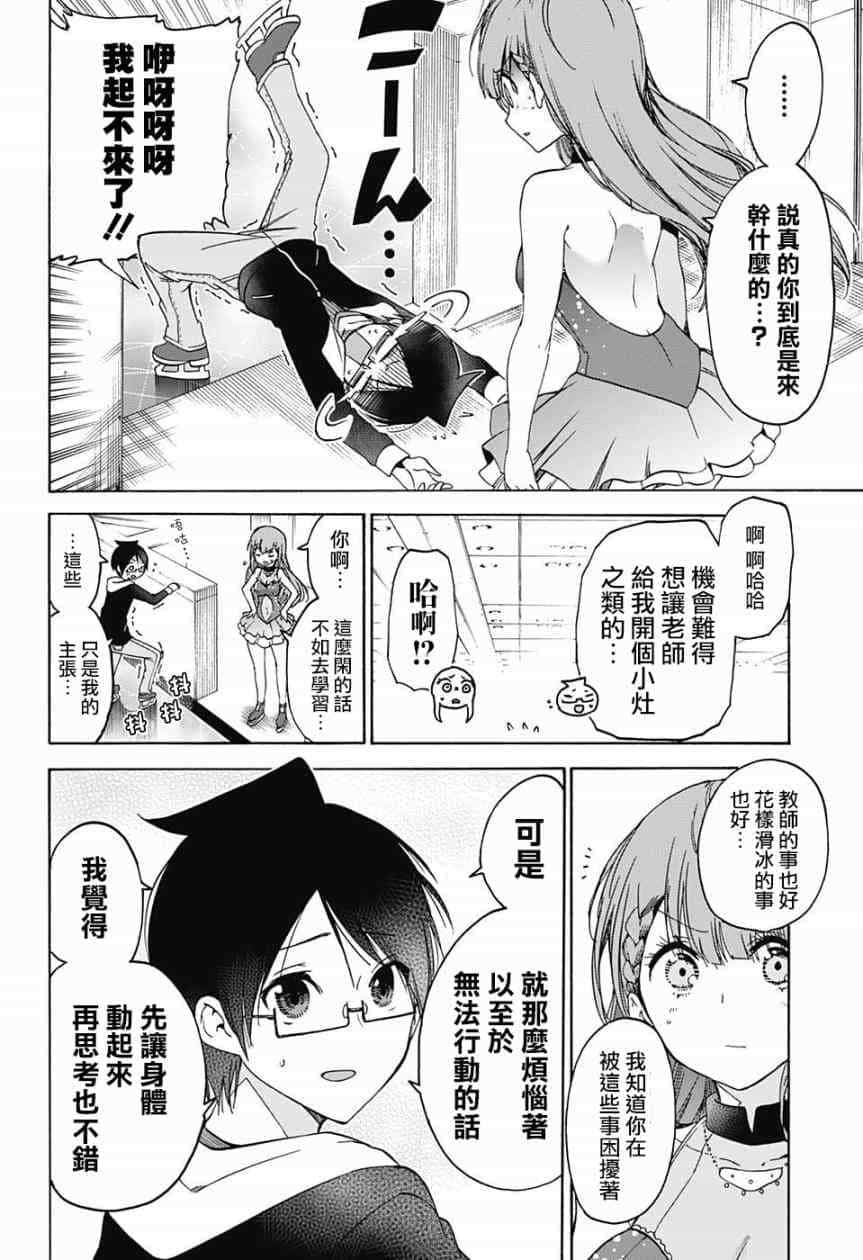 ……
說真的你到底是來
幹什麼的…？
にーん……
咿呀呀呀
我起不來了!!
啊 啊哈哈
機會難得
想讓老師
給我開個小灶
之類的…
哈啊!?
你啊…
這麼閑的話
不如去學習…
唔咕…
…這些
只是我的
主張…
抖
抖
教師的事也好
花樣滑冰的事
也好…
我知道你在
被這些事困擾著
可是
就那麼煩惱著
以至於
無法行動的話
我覺得
先讓身體
動起來
再思考也不錯